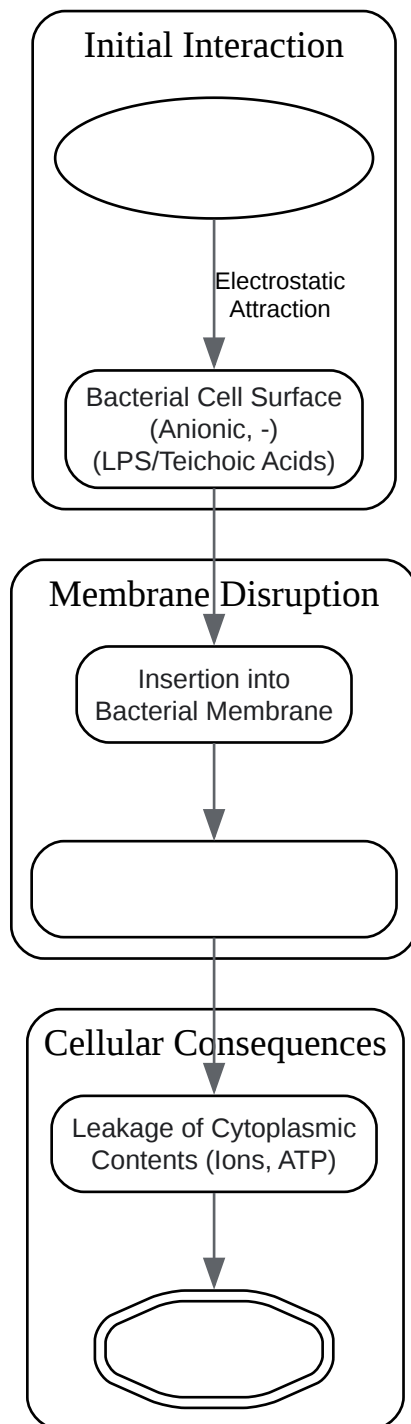 Initial Interaction
Electrostatic
Attraction
Bacterial Cell Surface
(Anionic, -)
(LPS/Teichoic Acids)
Membrane Disruption
Insertion into
Bacterial Membrane
Cellular Consequences
Leakage of Cytoplasmic
Contents (Ions, ATP)